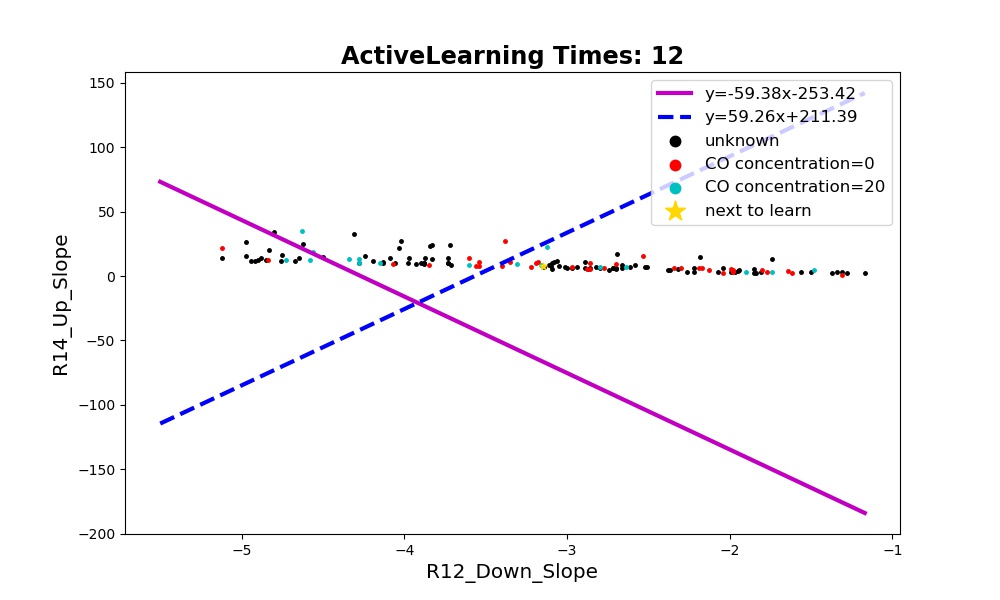 ActiveLearning Times: 12
y=-59.38x-253.42
y=59.26x+211.39
unknown
CO concentration=0
CO concentration=20
next to learn
150
100
50
0
−50
−100
−150
−200
R14_Up_Slope
−5
−4
−3
−2
−1
R12_Down_Slope